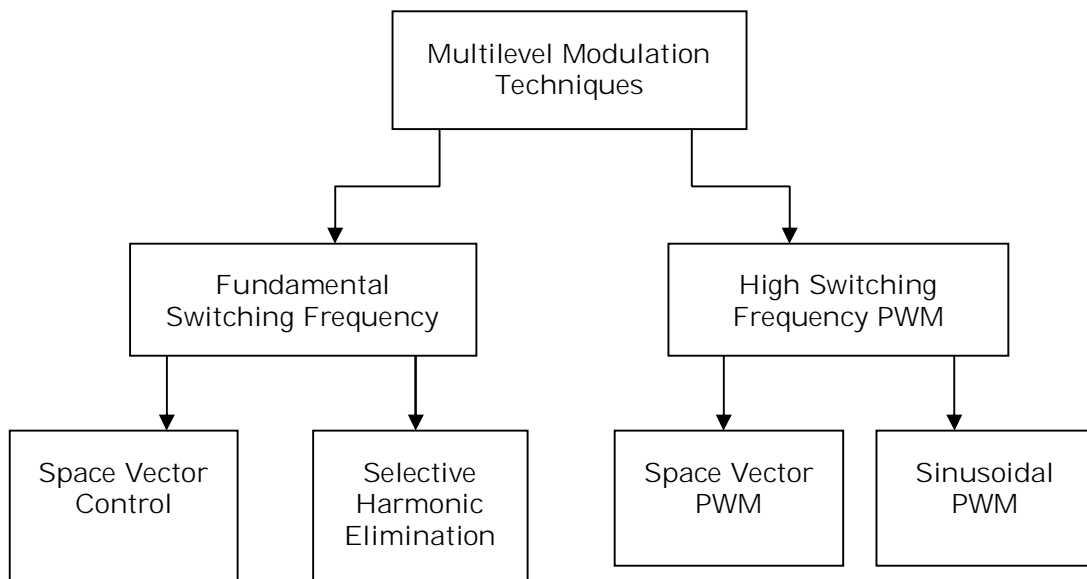 Multilevel Modulation
Techniques
Fundamental
Switching Frequency
High Switching
Frequency PWM
Space Vector
Control
Selective
Harmonic
Elimination
Space Vector
PWM
Sinusoidal
PWM